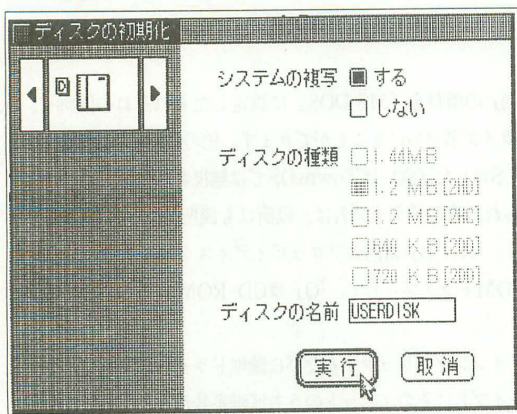 ディスクの初期化
D
システムの複写 する
しない
ディスクの種類 1.44MB
1.2 MB[2HD]
1.2 MB[2HC]
640 KB[2DD]
720 KB[2DD]
ディスクの名前 USERDISK
実行 取消